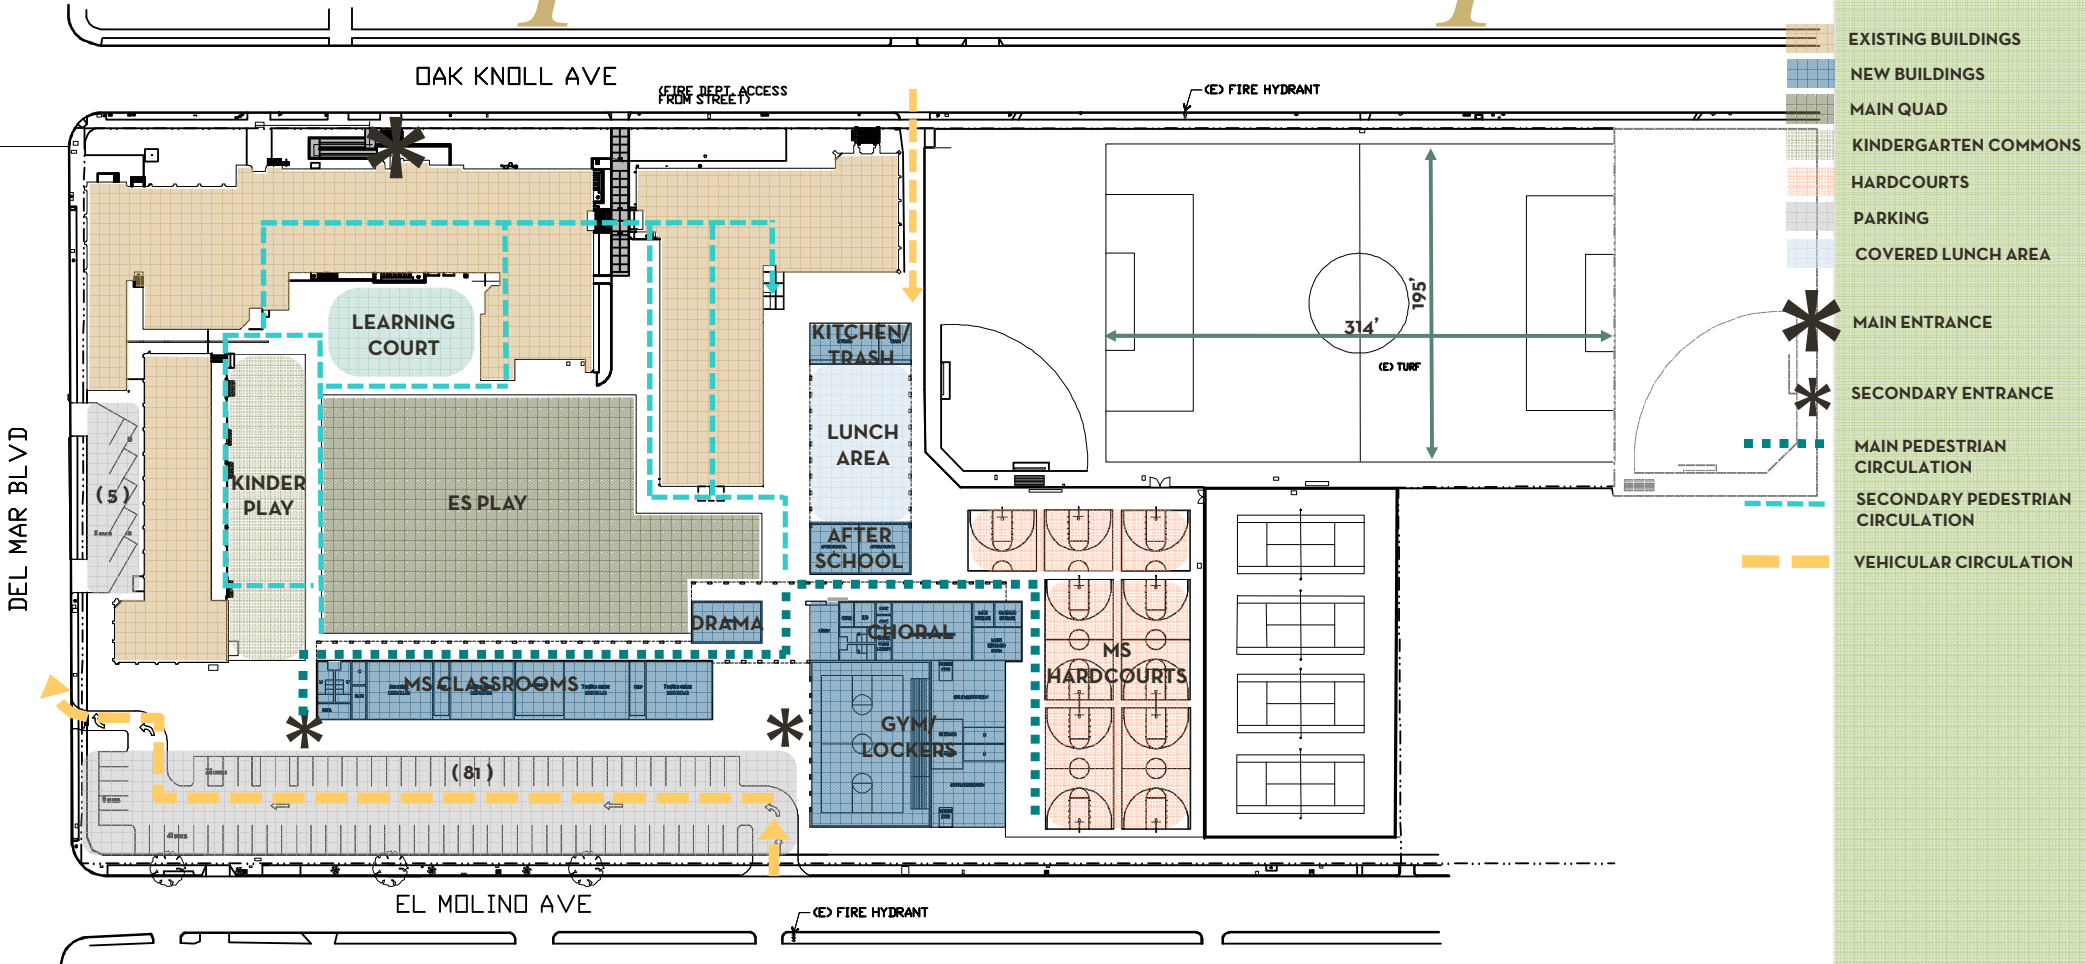 OAK KNOLL AVE
(FIRE DEPT. ACCESS
FROM STREET)
(E) FIRE HYDRANT
EXISTING BUILDINGS
NEW BUILDINGS
MAIN QUAD
KINDERGARTEN COMMONS
HARDCOURTS
PARKING
COVERED LUNCH AREA
MAIN ENTRANCE
SECONDARY ENTRANCE
MAIN PEDESTRIAN
CIRCULATION
SECONDARY PEDESTRIAN
CIRCULATION
VEHICULAR CIRCULATION
195'
314'
(E) TURF
LEARNING
COURT
KITCHEN/
TRASH
LUNCH
AREA
AFTER
SCHOOL
DEL MAR BLVD
(5)
KINDER
PLAY
ES PLAY
DRAMA
CHORAL
MS
HARDCOURTS
MS CLASSROOMS
GYM/
LOCKERS
(81)
EL MOLINO AVE
(E) FIRE HYDRANT